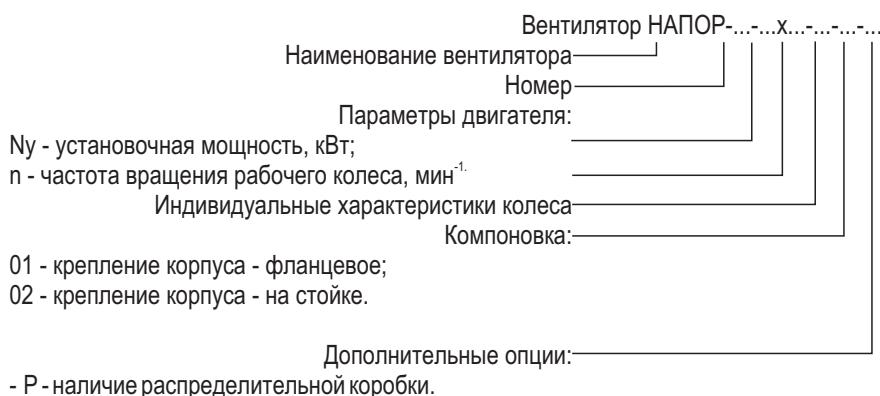 Вентилятор НАПОР-...-...х...-...-...-...
Наименование вентилятора
Номер
Параметры двигателя:
Ny - установочная мощность, кВт;
n - частота вращения рабочего колеса, мин-1.
Индивидуальные характеристики колеса
Компоновка:
01 - крепление корпуса - фланцевое;
02 - крепление корпуса - на стойке.
Дополнительные опции:
- Р - наличие распределительной коробки.